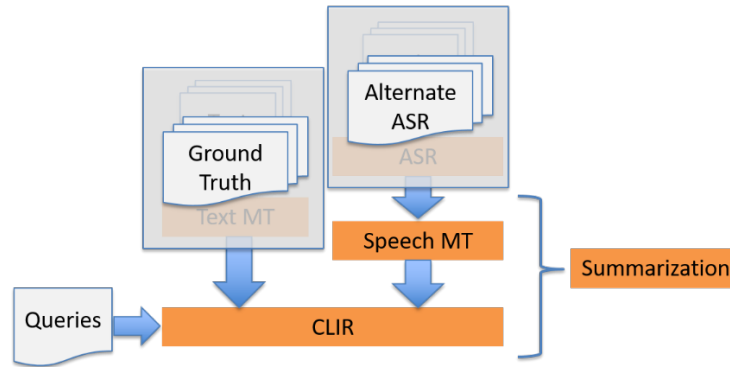 Alternate
ASR
ASR
Ground
Truth
Text MT
Speech MT
Summarization
Queries
CLIR